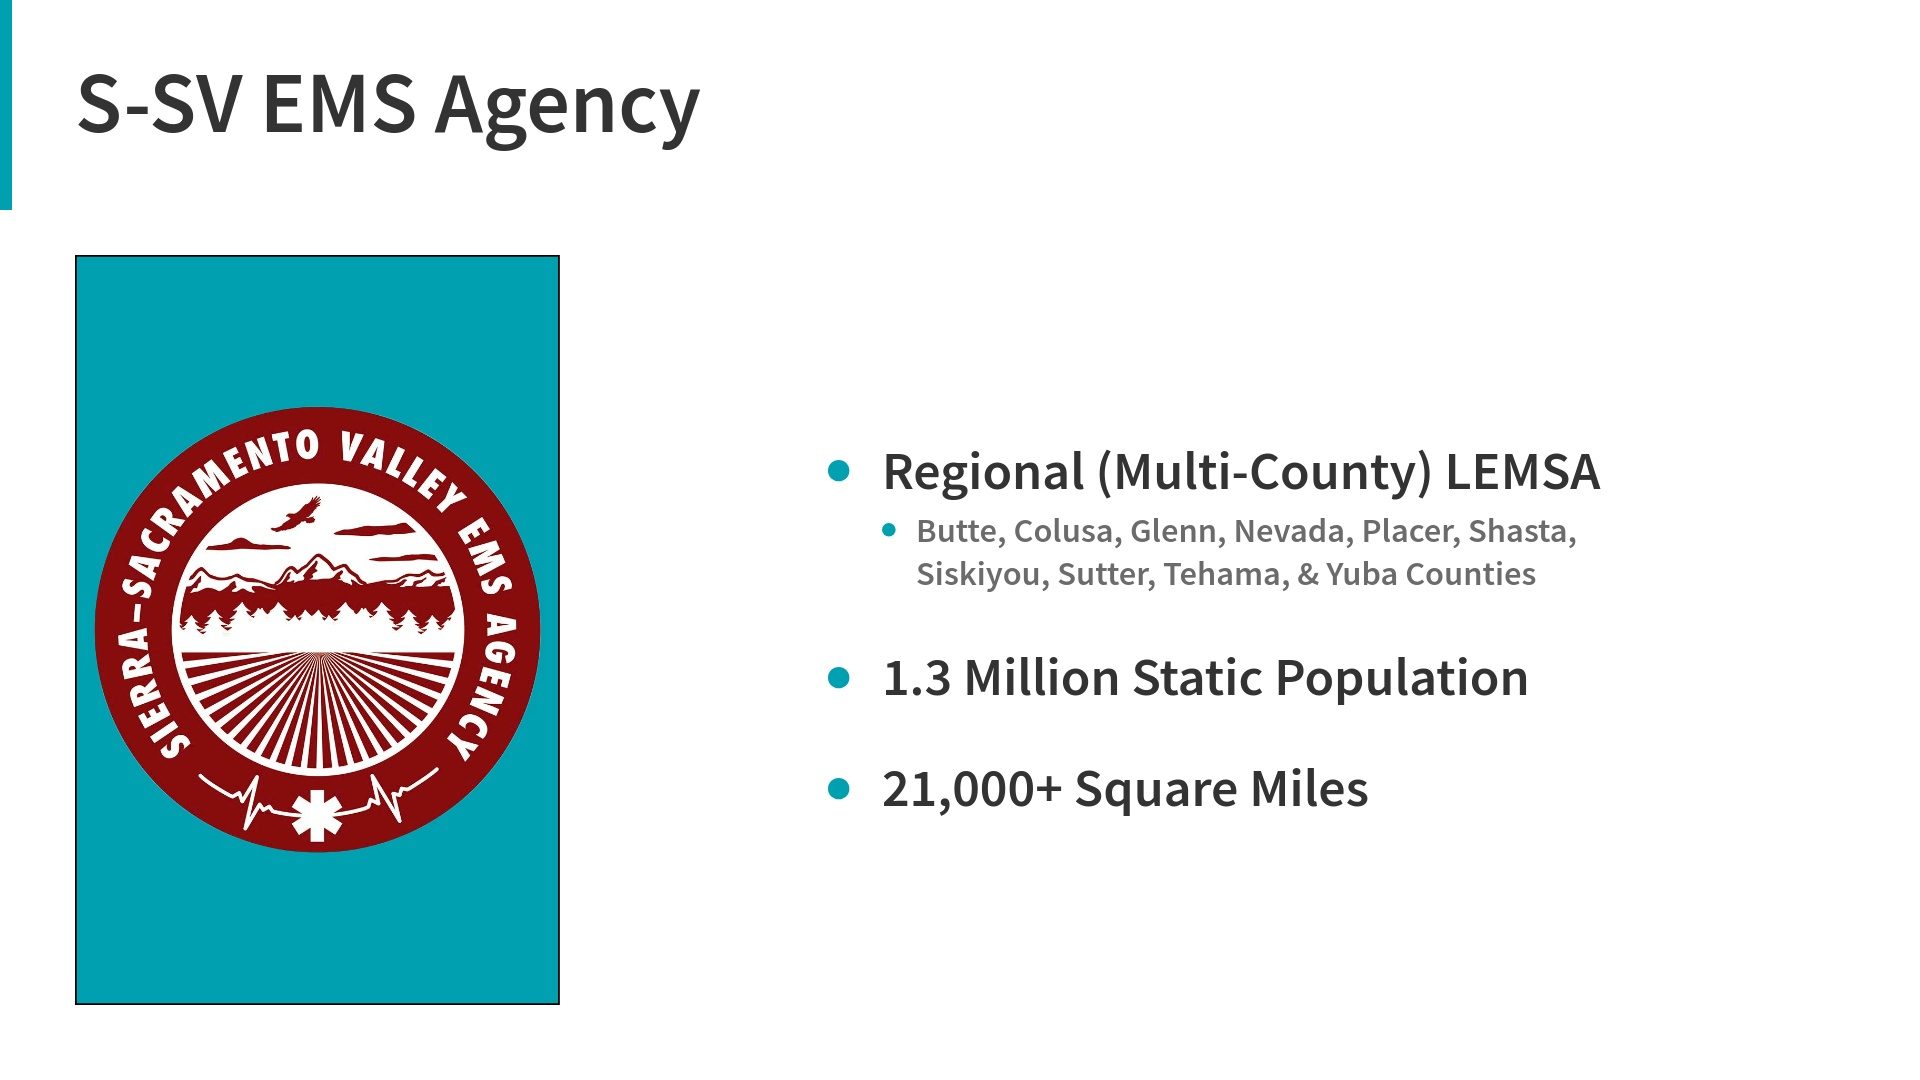 S-SV EMS Agency
SIERRA-SACRAMENTO VALLEY EMS AGENCY
Regional (Multi-County) LEMSA
Butte, Colusa, Glenn, Nevada, Placer, Shasta,
Siskiyou, Sutter, Tehama, & Yuba Counties
1.3 Million Static Population
21,000+ Square Miles